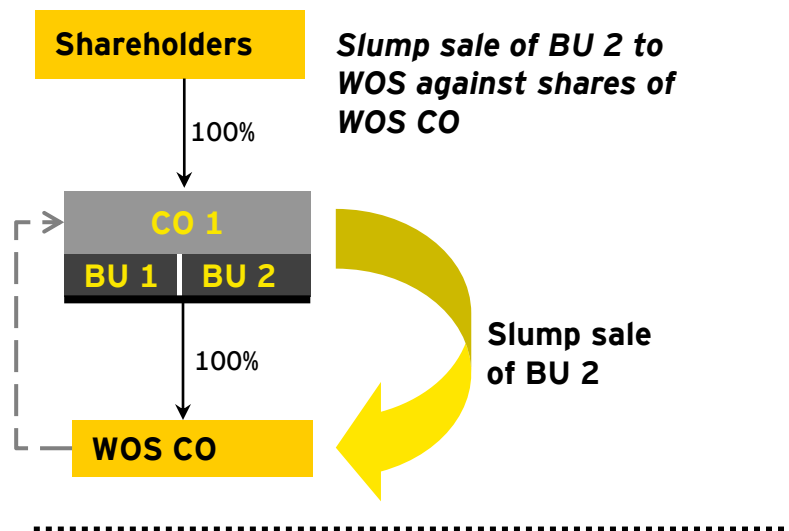 Shareholders
Slump sale of BU 2 to
WOS against shares of
WOS CO
100%
CO 1
BU 1
BU 2
100%
Slump sale
of BU 2
WOS CO